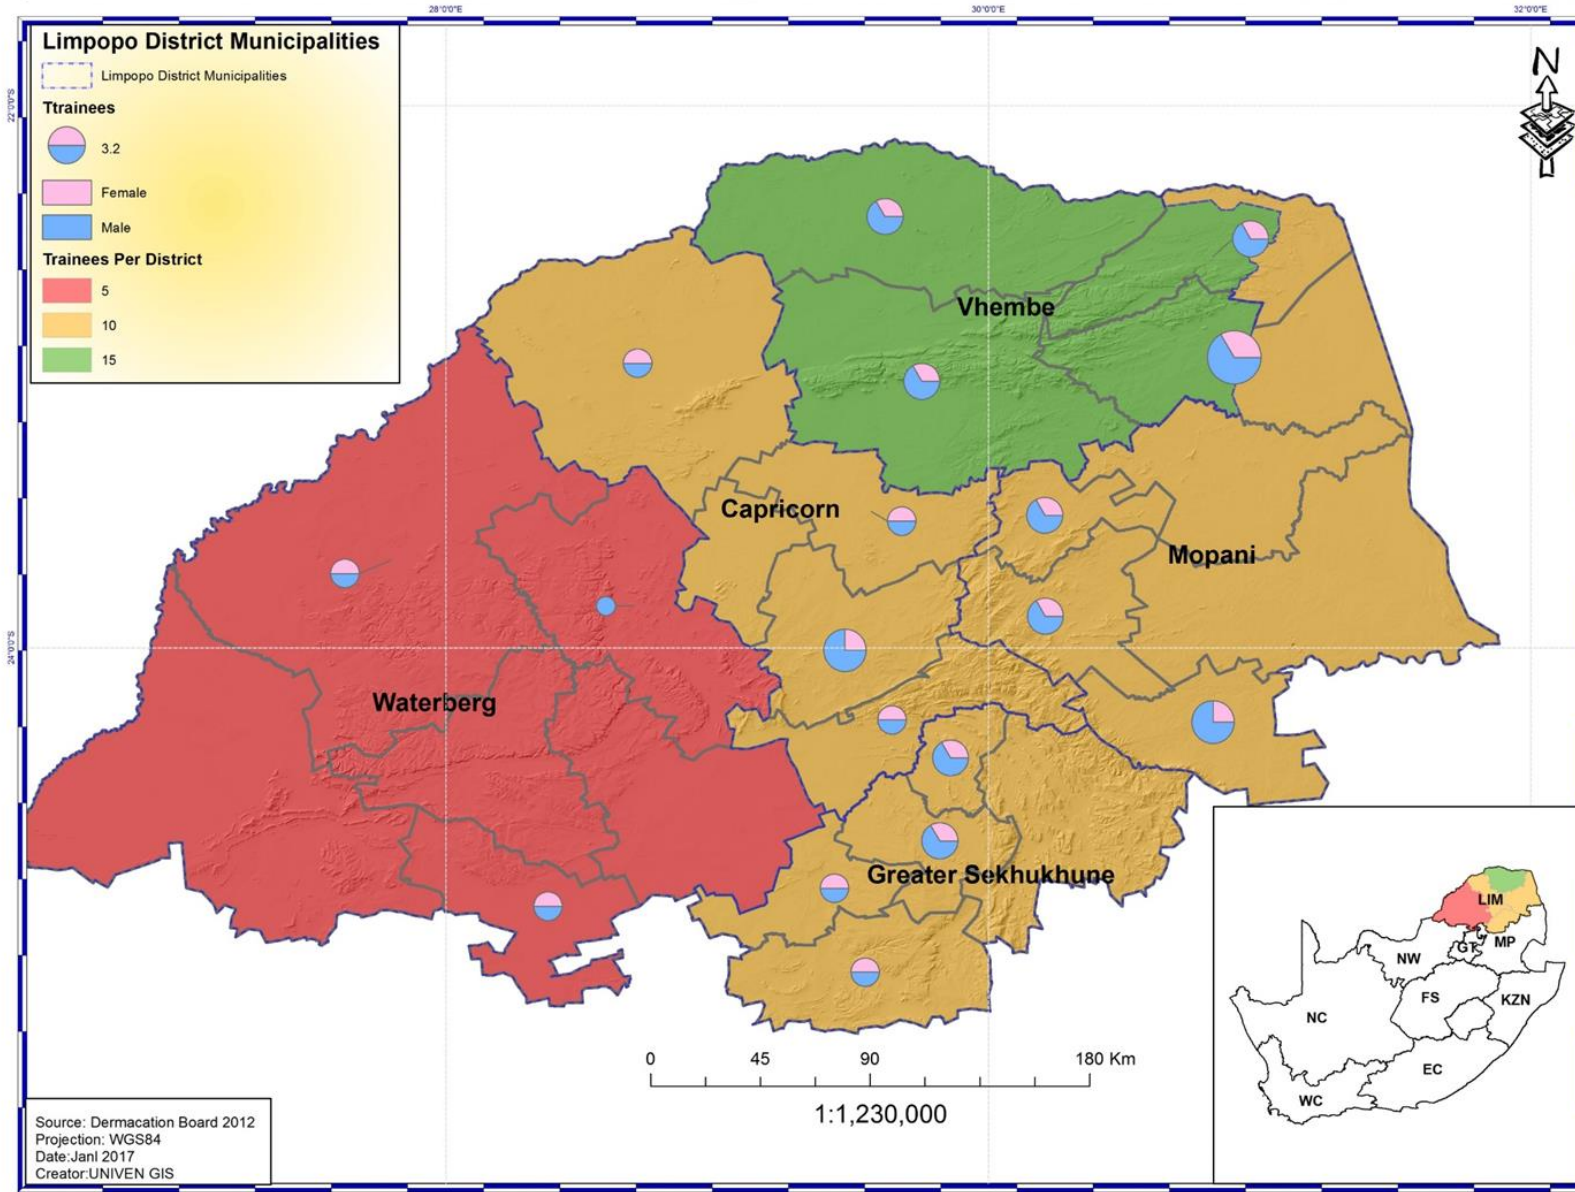 28°0'0"E
30°0'0"E
32°0'0"E
Limpopo District Municipalities
Limpopo District Municipalities
Ttrainees
3.2
Female
Male
Trainees Per District
5
10
15
N
22°0'0"S
24°0'0"S
Vhembe
Capricorn
Mopani
Waterberg
Greater Sekhukhune
0 45 90 180 Km
1:1,230,000
Source: Dermacation Board 2012
Projection: WGS84
Date:Janl 2017
Creator:UNIVEN GIS
LIM
GT
MP
NW
FS
KZN
NC
EC
WC